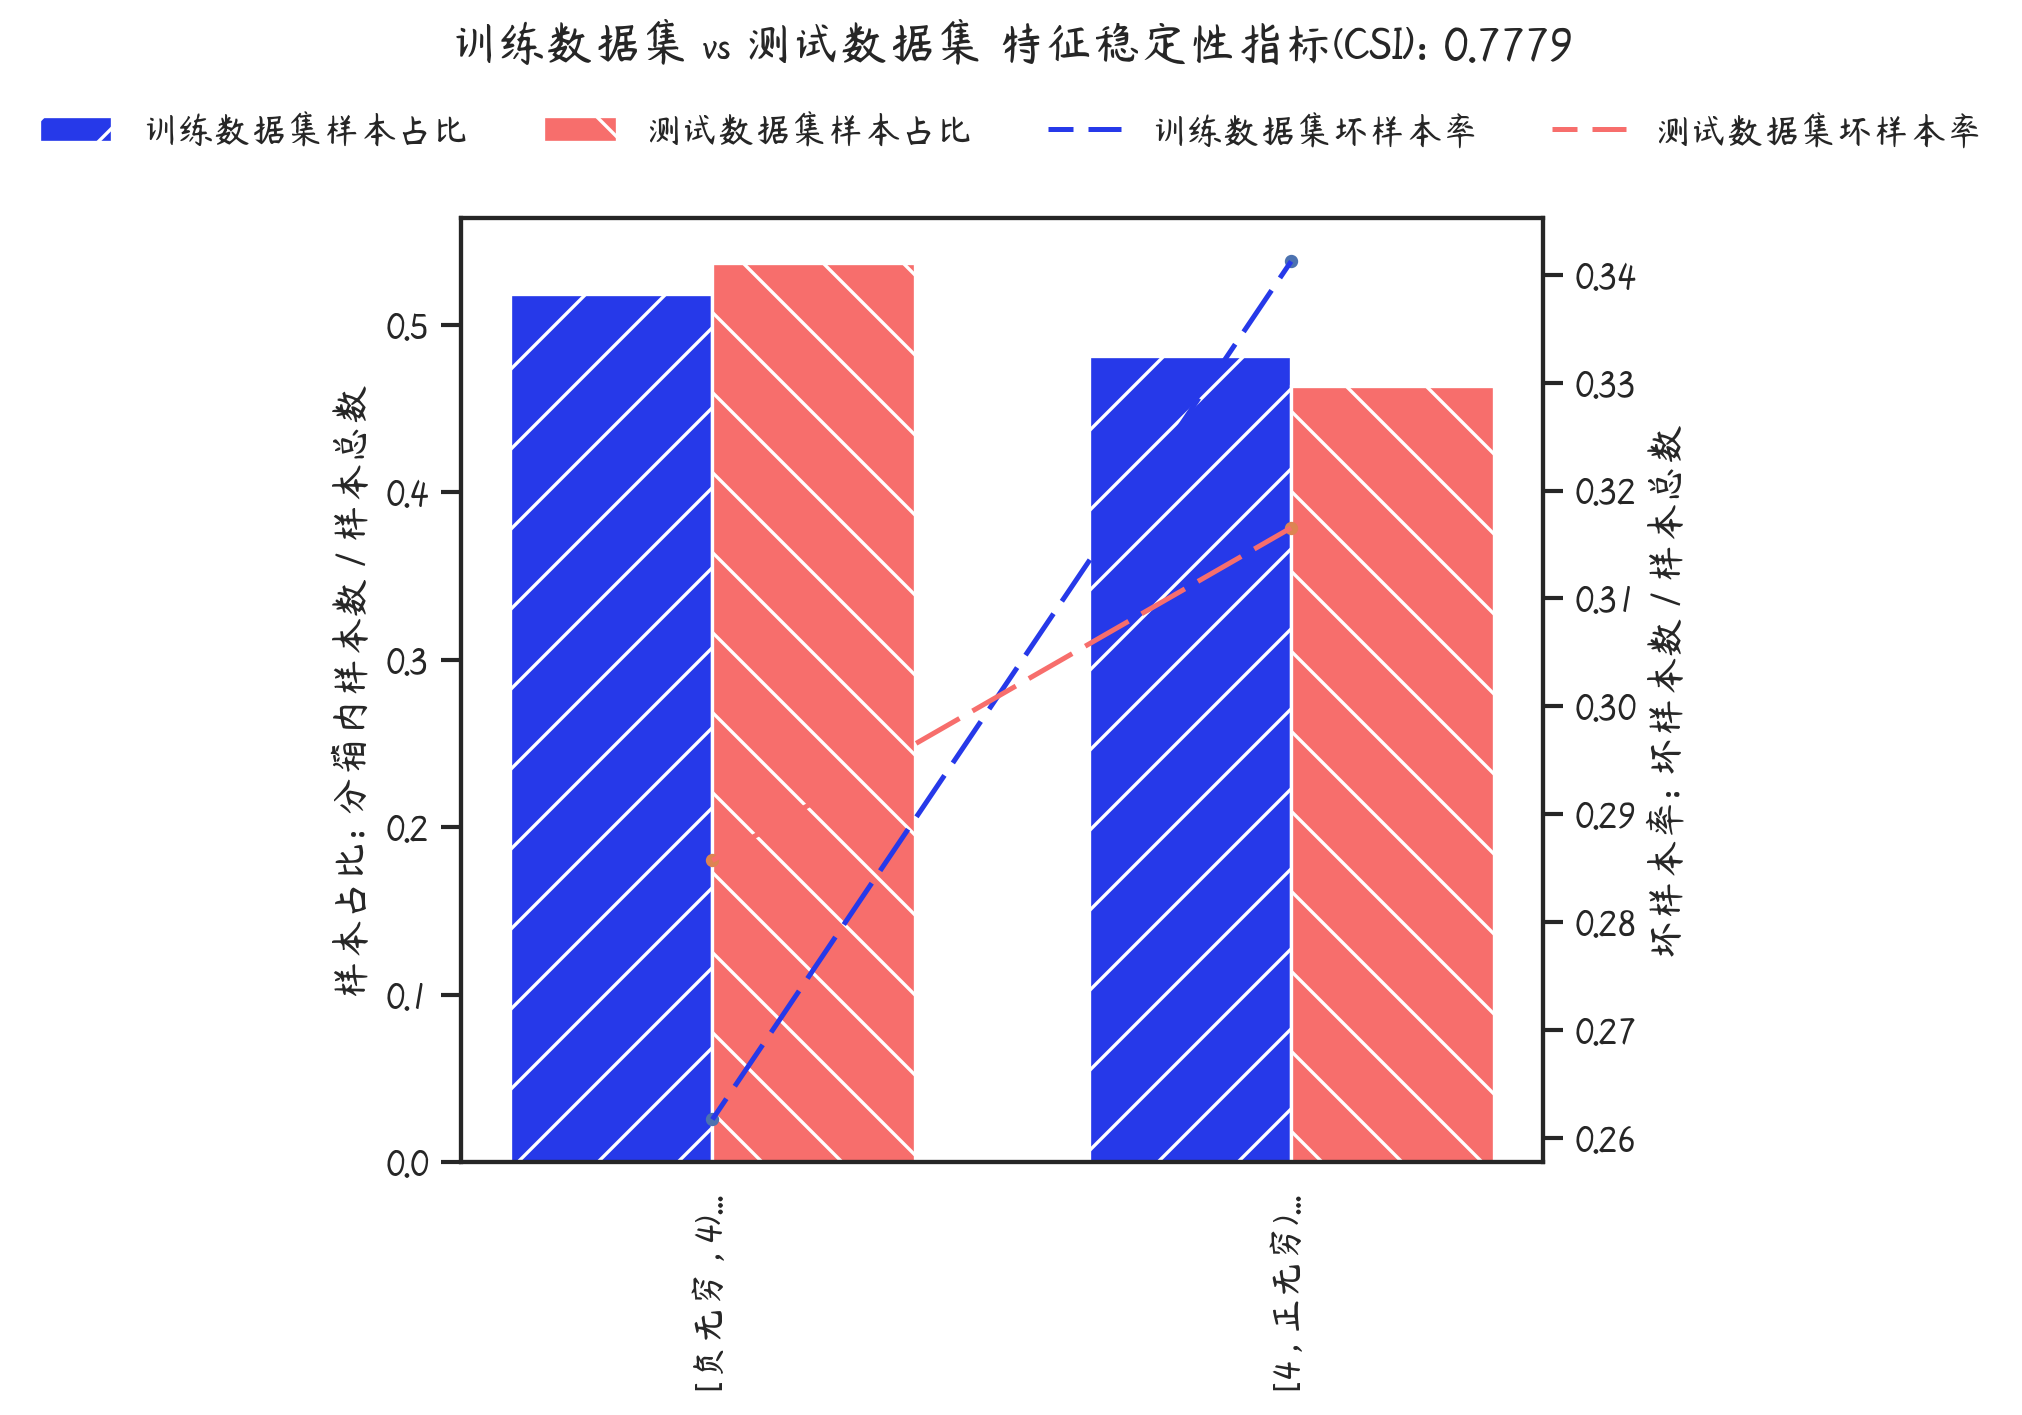 训练数据集 vs 测试数据集 特征稳定性指标(CSI): 0.7779
训练数据集样本占比 测试数据集样本占比 训练数据集坏样本率 测试数据集坏样本率
样本占比: 分箱内样本数 / 样本总数
0.5
0.4
0.3
0.2
0.1
0.0
0.34
0.33
0.32
0.31
0.30
0.29
0.28
0.27
0.26
坏样本率: 坏样本数 / 样本总数
[负无穷 , 4)...
[4 , 正无穷)...